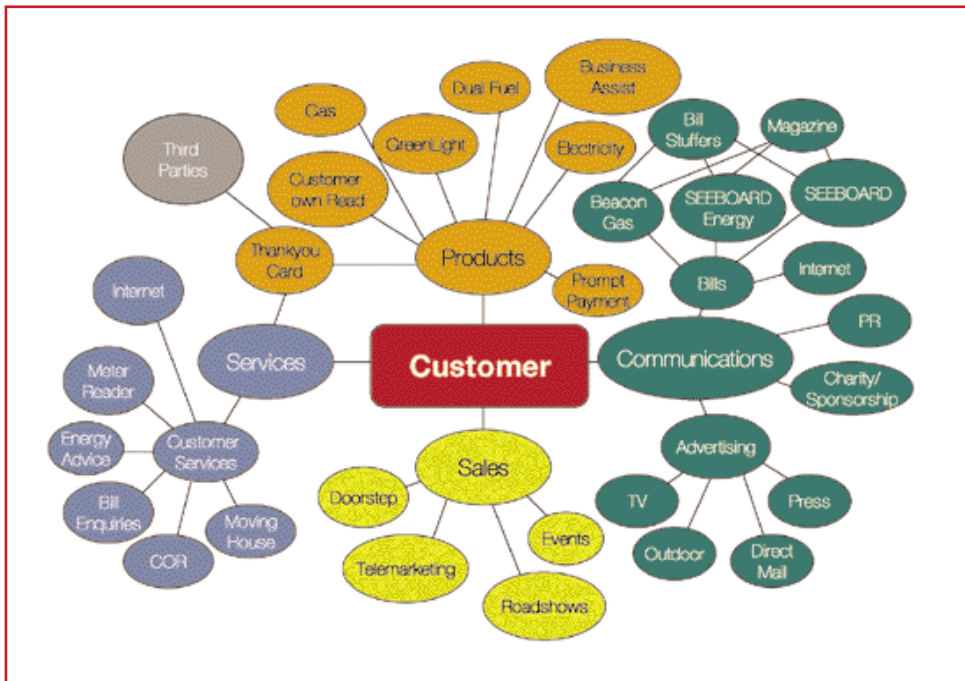 Business
Assist
Dual Fuel
Gas
Bill
Stuffers
Magazine
Third
Parties
GreenLight
Electricity
Customer
own Read
Beacon
Gas
SEEBOARD
Energy
SEEBOARD
Thankyou
Card
Products
Prompt
Payment
Bills
Internet
Internet
PR
Services
Customer
Communications
Meter
Reader
Charity/
Sponsorship
Energy
Advice
Customer
Services
Sales
Advertising
Doorstep
TV
Press
Bill
Enquiries
Moving
House
Events
COR
Telemarketing
Outdoor
Direct
Mail
Roadshows